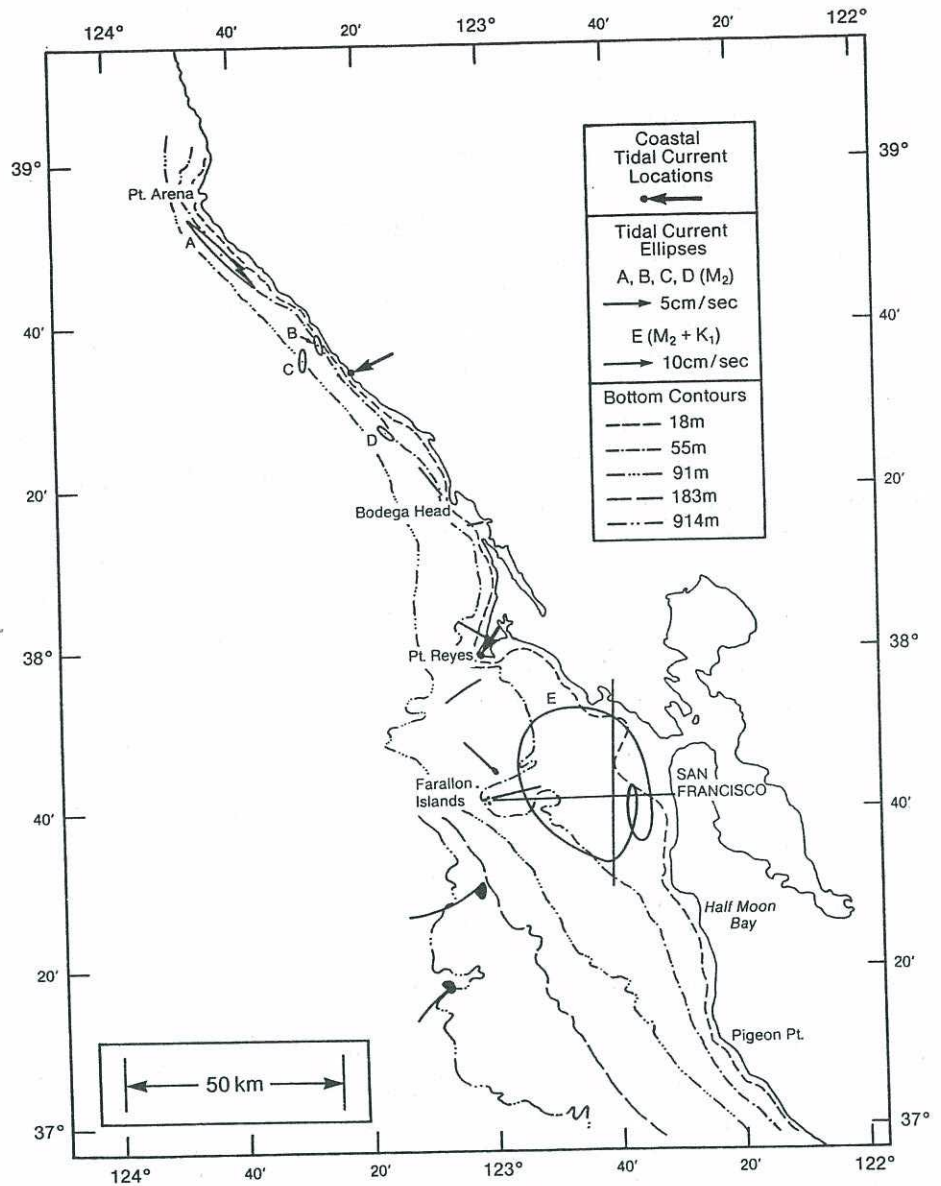 124° 40' 20' 123° 40' 20' 122°
39°
40'
20'
38°
40'
20'
37°
39°
40'
20'
38°
40'
20'
37°
124° 40' 20' 123° 40' 20' 122°
Coastal
Tidal Current
Locations
Tidal Current
Ellipses
A, B, C, D (M₂)
5cm/sec
E (M₂ + K₁)
10cm/sec
Bottom Contours
18m
55m
91m
183m
914m
Pt. Arena
A
B
C
D
Bodega Head
Pt. Reyes
E
Farallon
Islands
SAN
FRANCISCO
Half Moon
Bay
Pigeon Pt.
50 km